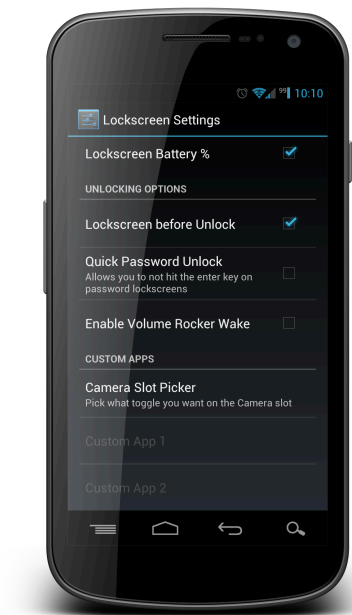 99 10:10
Lockscreen Settings
Lockscreen Battery %
UNLOCKING OPTIONS
Lockscreen before Unlock
Quick Password Unlock
Allows you to not hit the enter key on
password lockscreens
Enable Volume Rocker Wake
CUSTOM APPS
Camera Slot Picker
Pick what toggle you want on the Camera slot
Custom App 1
Custom App 2